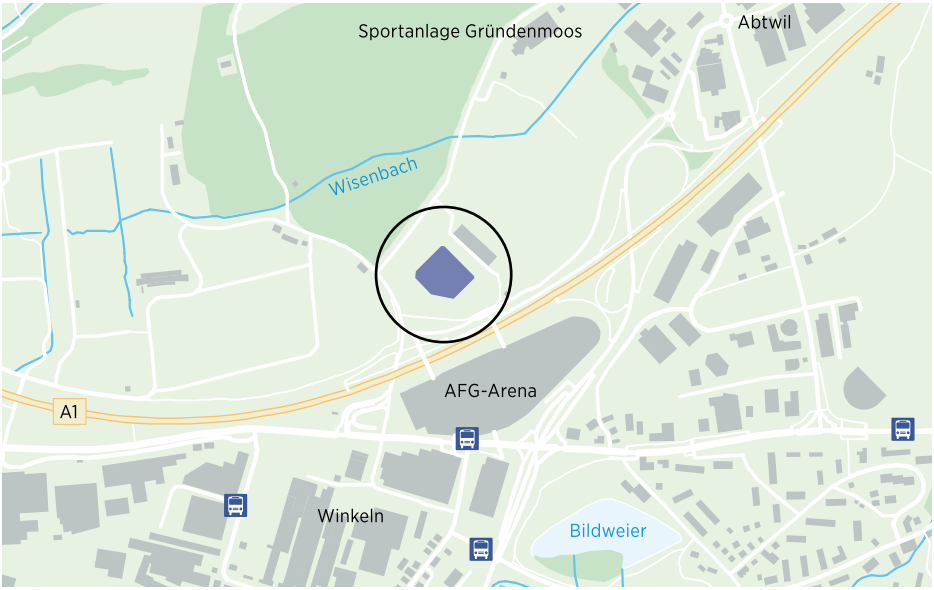 Abtwil
Sportanlage Gründenmoos
Wisenbach
AFG-Arena
A1
Winkeln
Bildweier